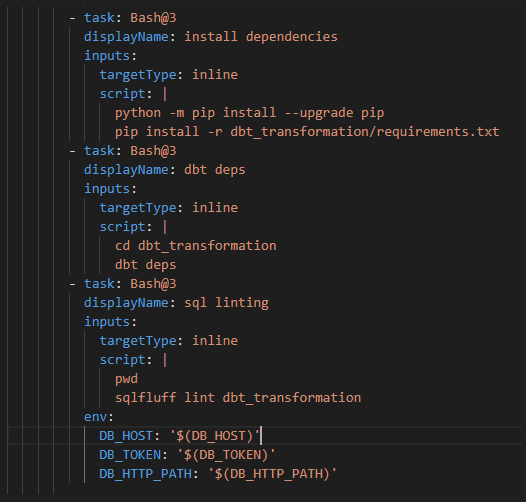 - task: Bash@3
displayName: install dependencies
inputs:
targetType: inline
script: |
python -m pip install --upgrade pip
pip install -r dbt_transformation/requirements.txt
- task: Bash@3
displayName: dbt deps
inputs:
targetType: inline
script: |
cd dbt_transformation
dbt deps
- task: Bash@3
displayName: sql linting
inputs:
targetType: inline
script: |
pwd
sqlfluff lint dbt_transformation
env:
DB_HOST: '$(DB_HOST)'
DB_TOKEN: '$(DB_TOKEN)'
DB_HTTP_PATH: '$(DB_HTTP_PATH)'